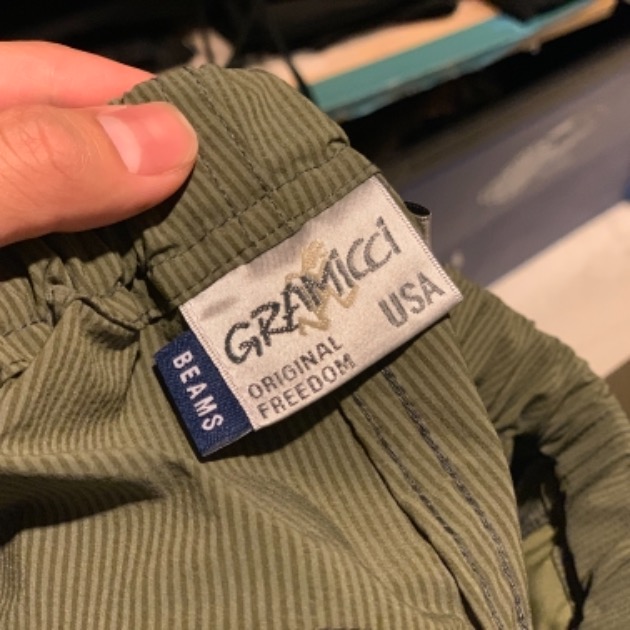 GRAMICCI
USA
ORIGINAL
FREEDOM
BEAMS